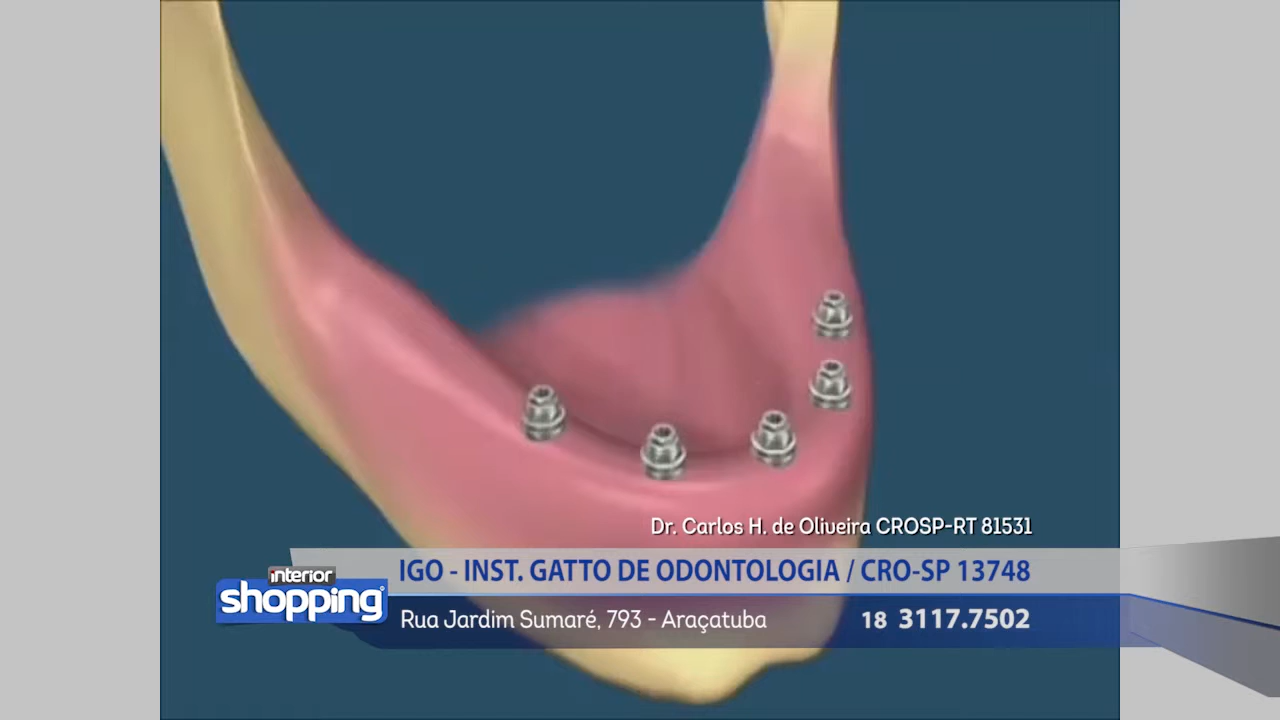 Dr. Carlos H. de Oliveira CROSP-RT 81531
IGO - INST. GATTO DE ODONTOLOGIA / CRO-SP 13748
interior
shopping
Rua Jardim Sumaré, 793 - Araçatuba 18 3117.7502